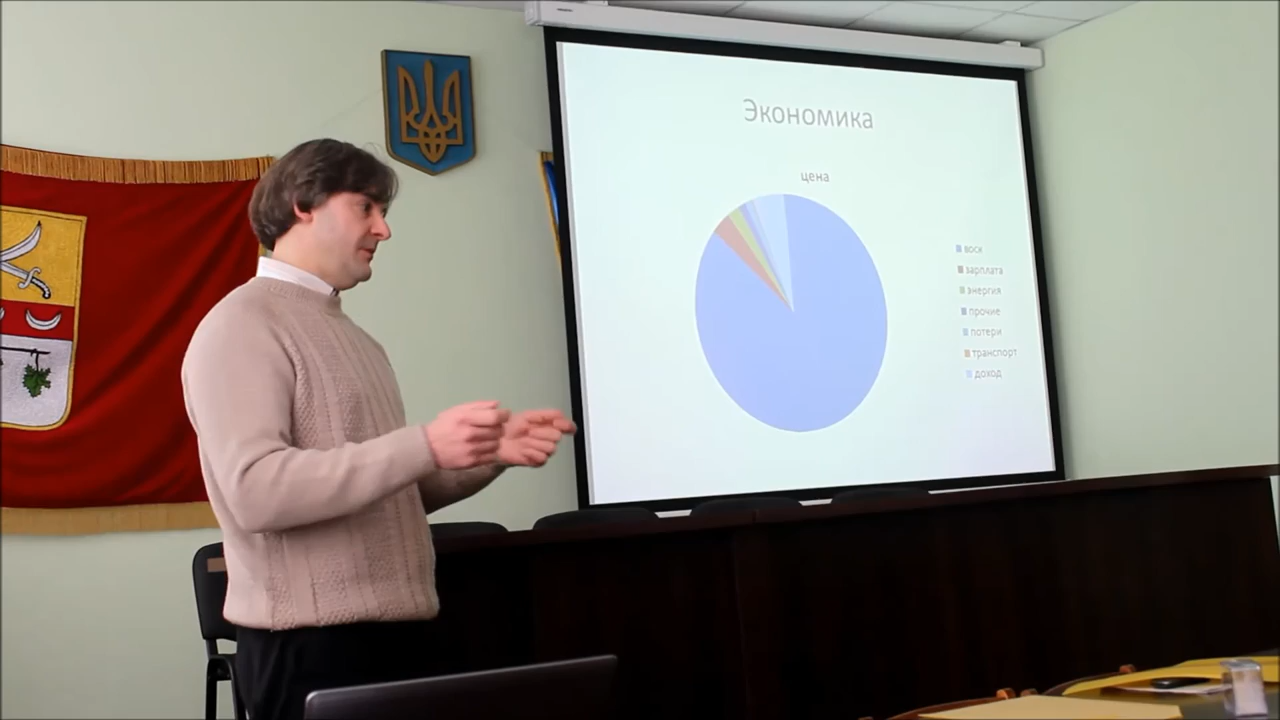 Экономика
цена
воск
зарплата
энергия
прочие
потери
транспорт
доход